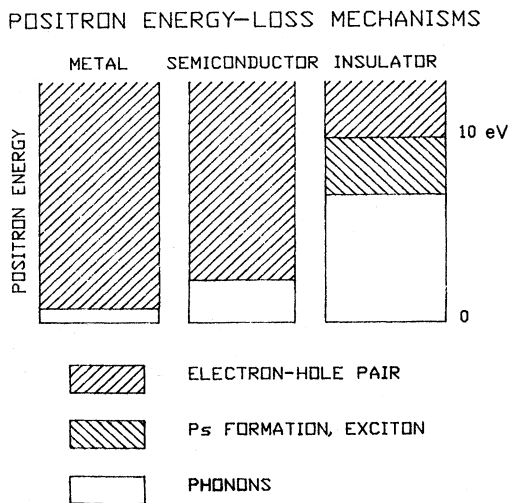 POSITRON ENERGY-LOSS MECHANISMS
METAL SEMICONDUCTOR INSULATOR
POSITRON ENERGY
10 eV
0
ELECTRON-HOLE PAIR
Ps FORMATION, EXCITON
PHONONS